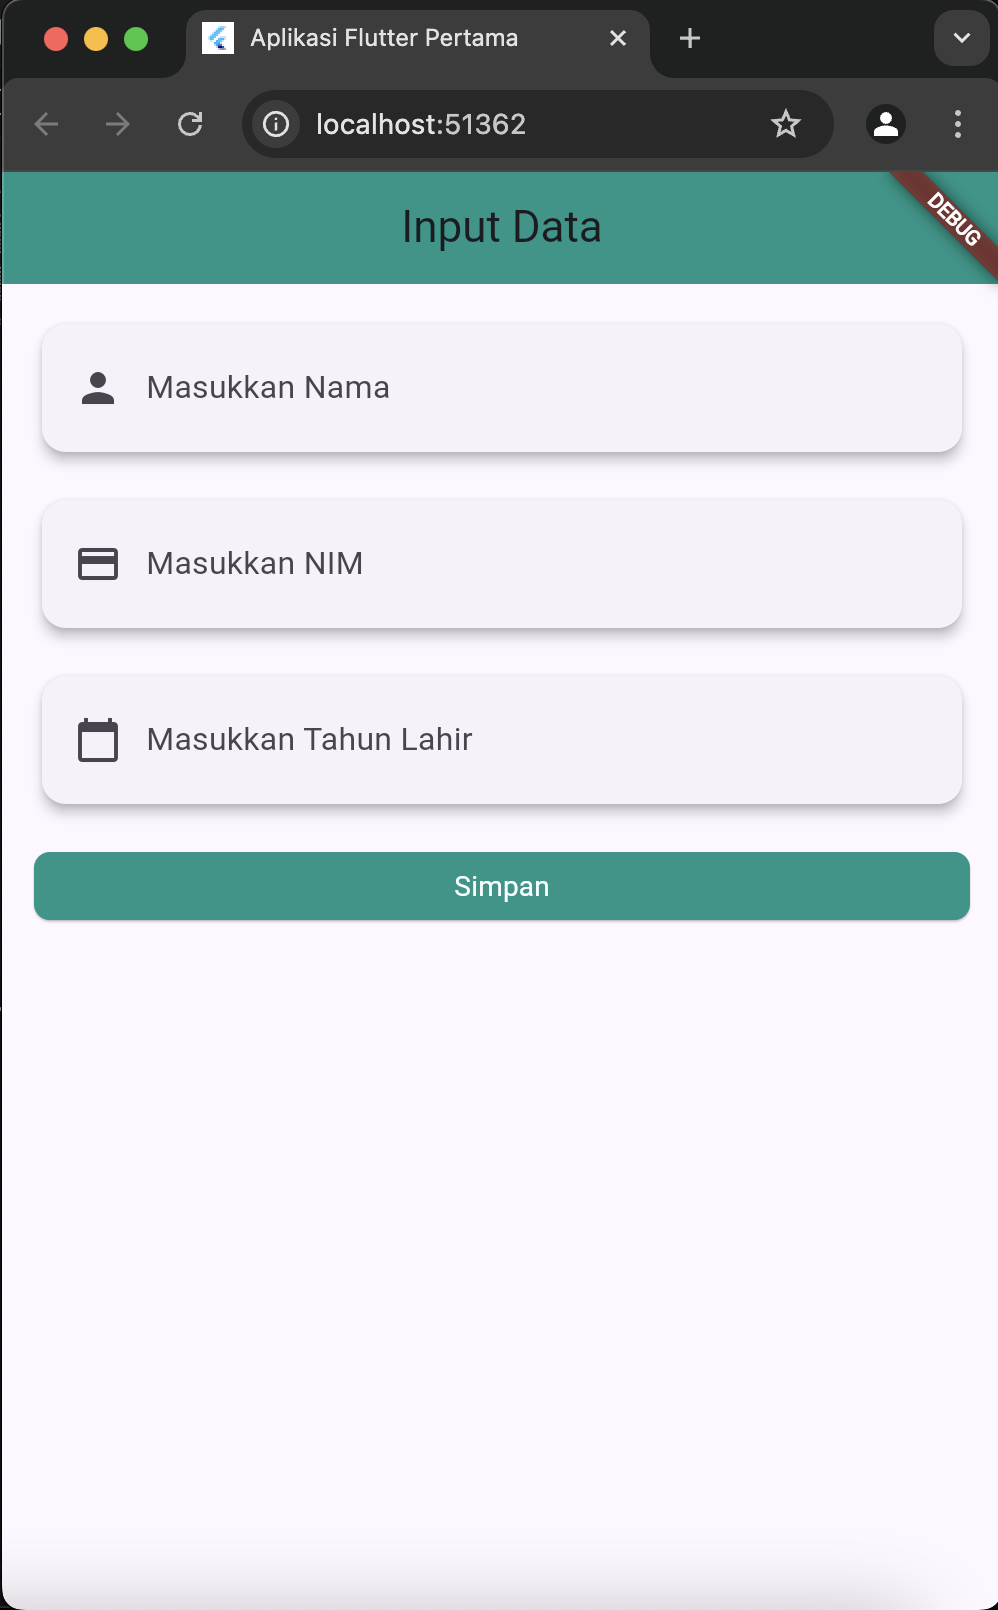 Aplikasi Flutter Pertama
localhost:51362
Input Data
DEBUG
Masukkan Nama
Masukkan NIM
Masukkan Tahun Lahir
Simpan